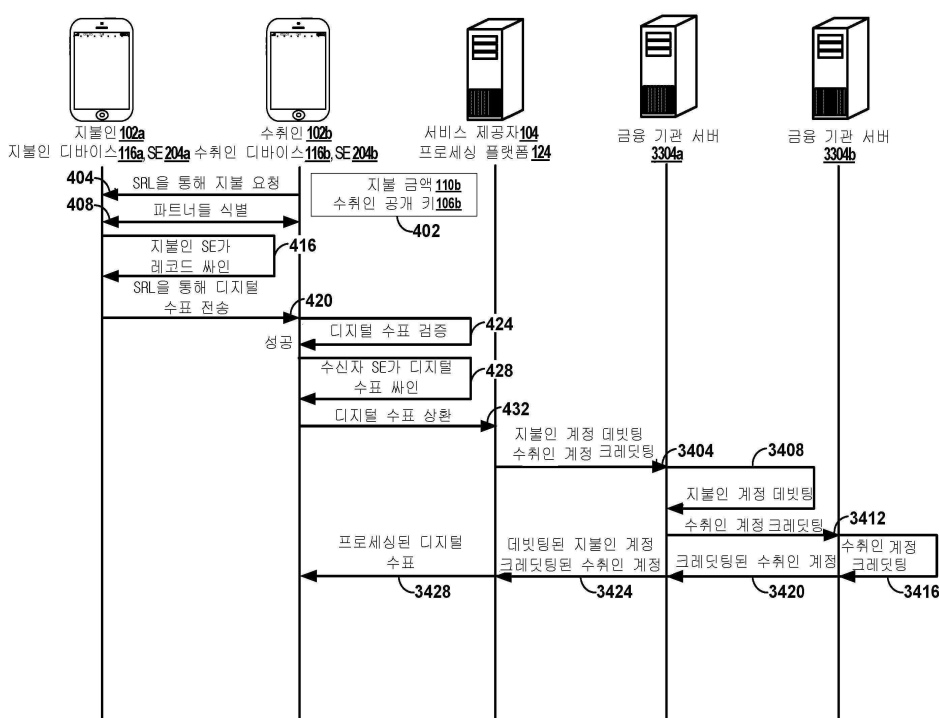 지불인 102a
지불인 디바이스 116a, SE 204a
수취인 102b
수취인 디바이스 116b, SE 204b
서비스 제공자 104
프로세싱 플랫폼 124
금융 기관 서버
3304a
금융 기관 서버
3304b
404
SRL을 통해 지불 요청
지불 금액 110b
수취인 공개 키 106b
402
408
파트너들 식별
지불인 SE가
레코드 싸인
416
SRL을 통해 디지털
수표 전송
420
디지털 수표 검증
424
성공
수신자 SE가 디지털
수표 싸인
428
디지털 수표 상환
432
지불인 계정 데빗팅
수취인 계정 크레딧팅
3404
3408
지불인 계정 데빗팅
수취인 계정 크레딧팅
3412
수취인 계정
크레딧팅
3416
크레딧팅된 수취인 계정
3420
데빗팅된 지불인 계정
크레딧팅된 수취인 계정
3424
프로세싱된 디지털
수표
3428